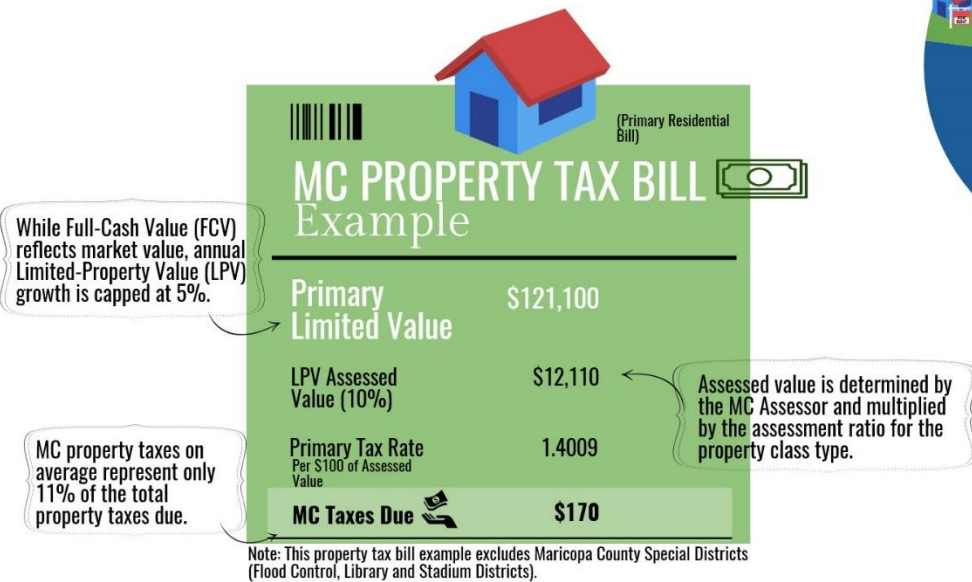 (Primary Residential
Bill)
MC PROPERTY TAX BILL
Example
While Full-Cash Value (FCV)
reflects market value, annual
Limited-Property Value (LPV)
growth is capped at 5%.
Primary
Limited Value
$121,100
LPV Assessed
Value (10%)
$12,110
Assessed value is determined by
the MC Assessor and multiplied
by the assessment ratio for the
property class type.
Primary Tax Rate
Per $100 of Assessed
Value
1.4009
MC property taxes on
average represent only
11% of the total
property taxes due.
MC Taxes Due
$170
Note: This property tax bill example excludes Maricopa County Special Districts
(Flood Control, Library and Stadium Districts).